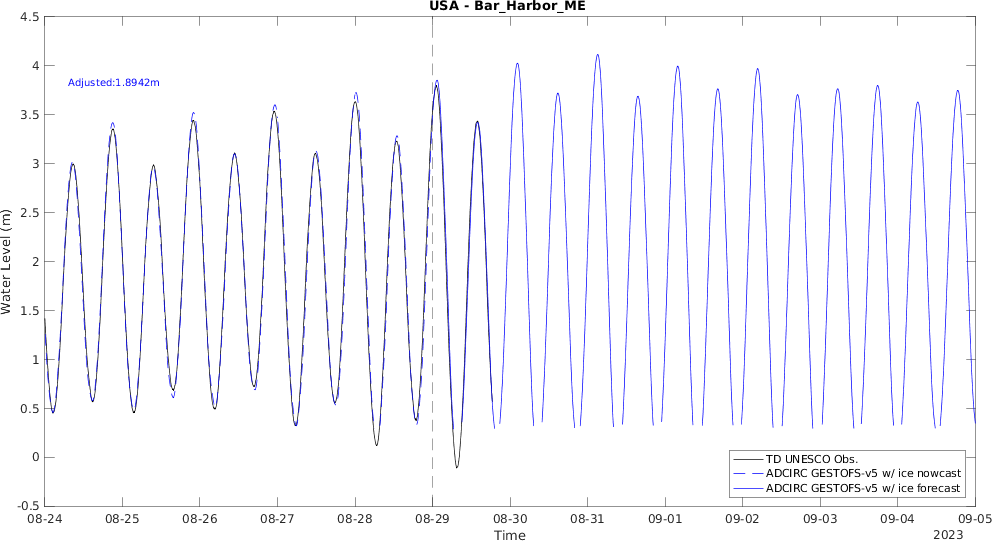 USA - Bar_Harbor_ME
Adjusted:1.8942m
4.5
4
3.5
3
2.5
2
1.5
1
0.5
0
-0.5
Water Level (m)
TD UNESCO Obs.
ADCIRC GESTOFS-v5 w/ ice nowcast
ADCIRC GESTOFS-v5 w/ ice forecast
08-24 08-25 08-26 08-27 08-28 08-29 08-30 08-31 09-01 09-02 09-03 09-04 09-05
Time
2023